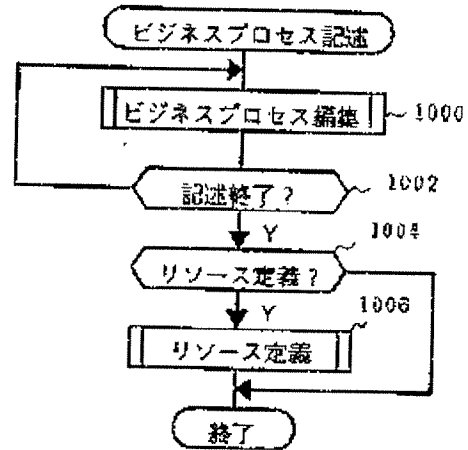 ビジネスプロセス記述
ビジネスプロセス編集
1000
記述終了?
1002
Y
1004
リソース定義?
Y
1006
リソース定義
終了